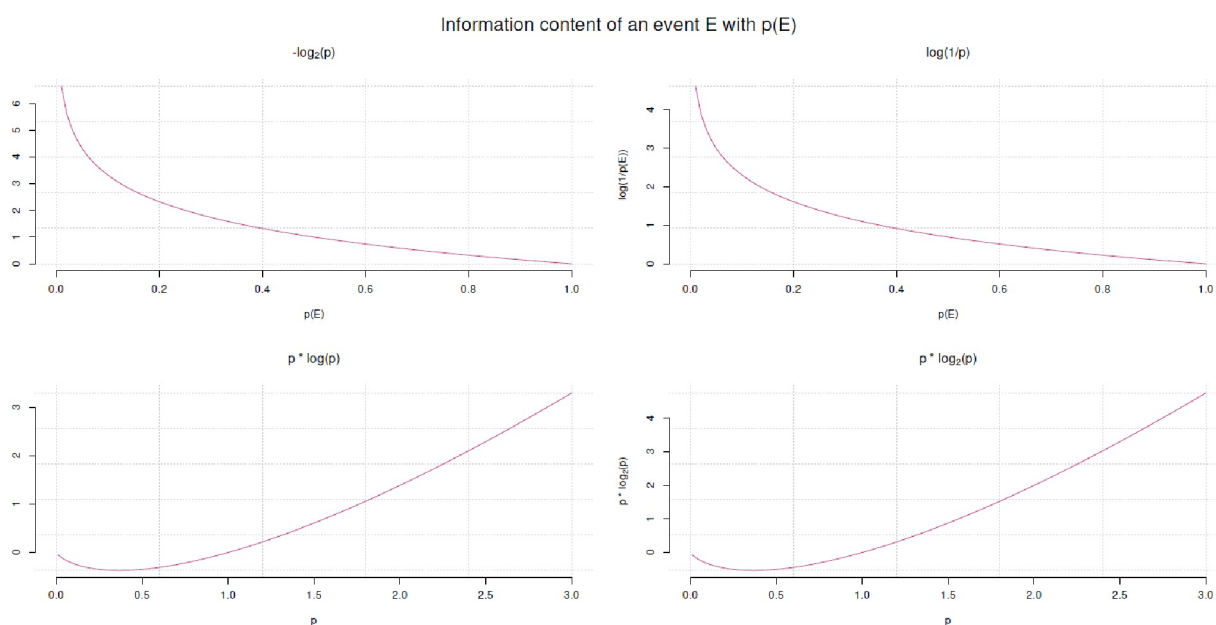 Information content of an event E with p(E)
-log₂(p)
6
5
4
3
2
1
0
0.0 0.2 0.4 0.6 0.8 1.0
p(E)
log(1/p)
log(1/p(E))
4
3
2
1
0
0.0 0.2 0.4 0.6 0.8 1.0
p(E)
p * log(p)
3
2
1
0
0.0 0.5 1.0 1.5 2.0 2.5 3.0
p
p * log₂(p)
p * log₂(p)
4
3
2
1
0
0.0 0.5 1.0 1.5 2.0 2.5 3.0
p